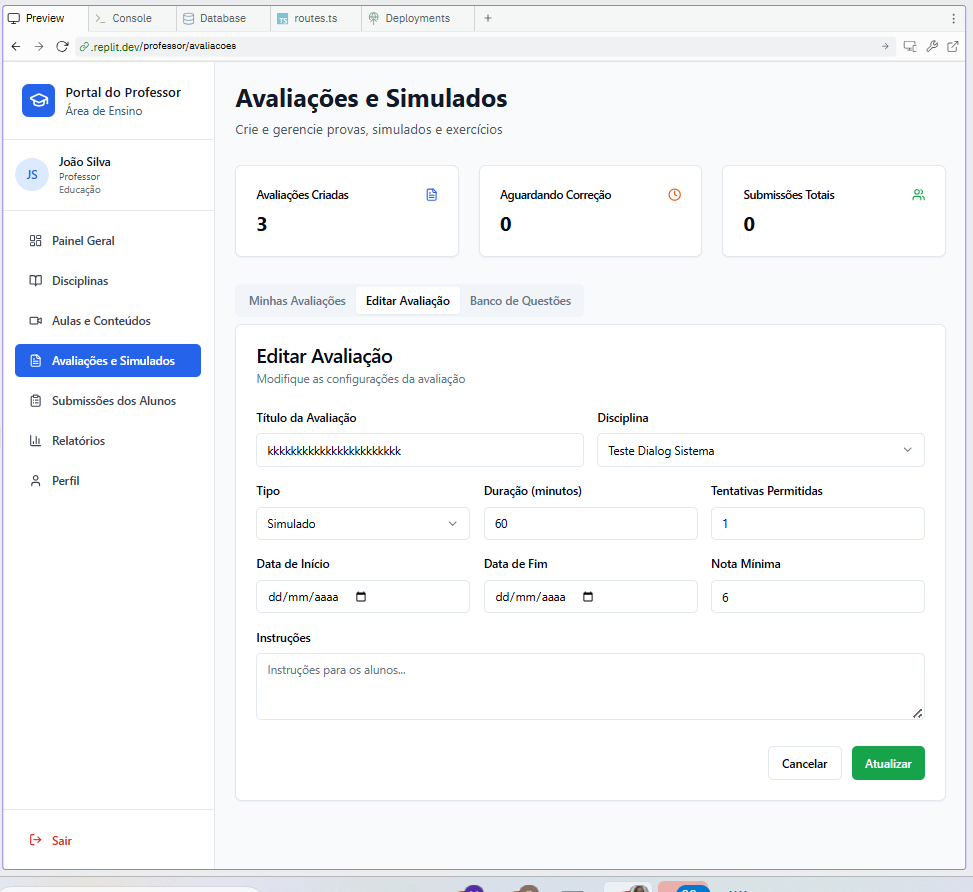 Preview
Console
Database
routes.ts
Deployments
.replit.dev/professor/avaliacoes
Portal do Professor
Área de Ensino
JS
João Silva
Professor
Educação
Painel Geral
Disciplinas
Aulas e Conteúdos
Avaliações e Simulados
Submissões dos Alunos
Relatórios
Perfil
Sair
Avaliações e Simulados
Crie e gerencie provas, simulados e exercícios
Avaliações Criadas
3
Aguardando Correção
0
Submissões Totais
0
Minhas Avaliações
Editar Avaliação
Banco de Questões
Editar Avaliação
Modifique as configurações da avaliação
Título da Avaliação
Disciplina
kkkkkkkkkkkkkkkkkkkkkkk
Teste Dialog Sistema
Tipo
Duração (minutos)
Tentativas Permitidas
Simulado
60
1
Data de Início
Data de Fim
Nota Mínima
dd/mm/aaaa
dd/mm/aaaa
6
Instruções
Instruções para os alunos...
Cancelar
Atualizar